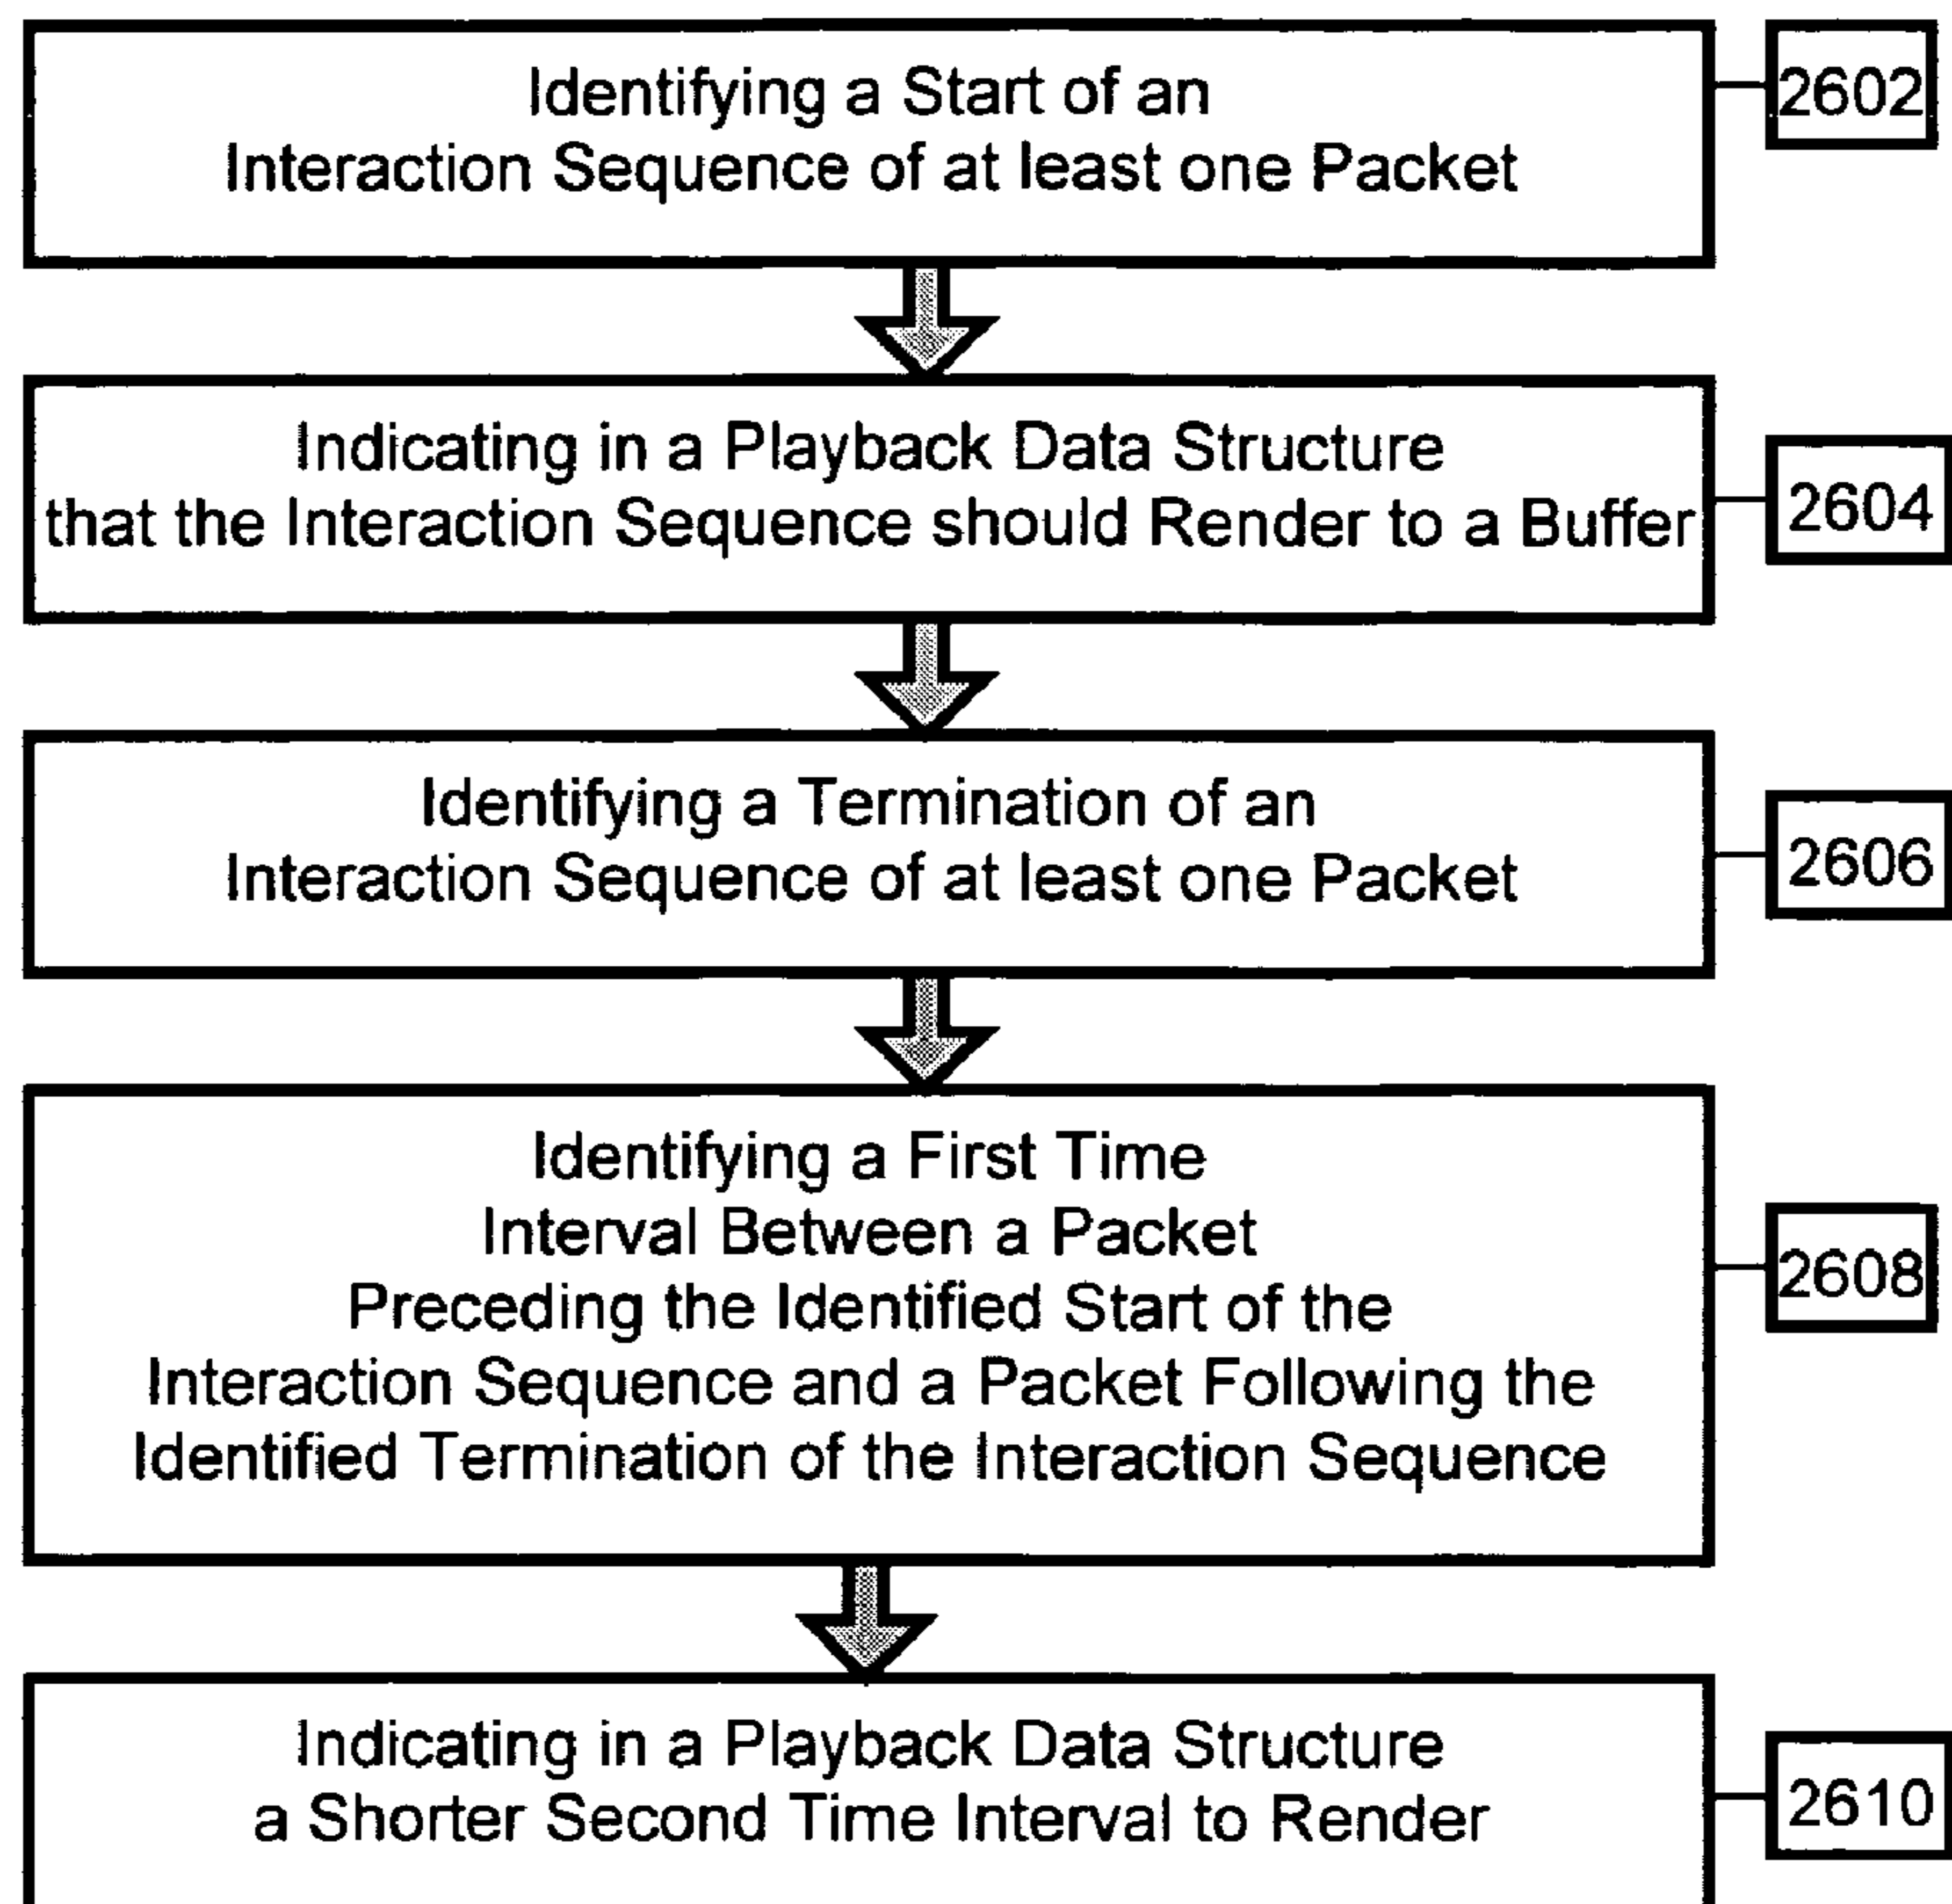 Identifying a Start of an
Interaction Sequence of at least one Packet
2602
Indicating in a Playback Data Structure
that the Interaction Sequence should Render to a Buffer
2604
Identifying a Termination of an
Interaction Sequence of at least one Packet
2606
Identifying a First Time
Interval Between a Packet
Preceding the Identified Start of the
Interaction Sequence and a Packet Following the
Identified Termination of the Interaction Sequence
2608
Indicating in a Playback Data Structure
a Shorter Second Time Interval to Render
2610